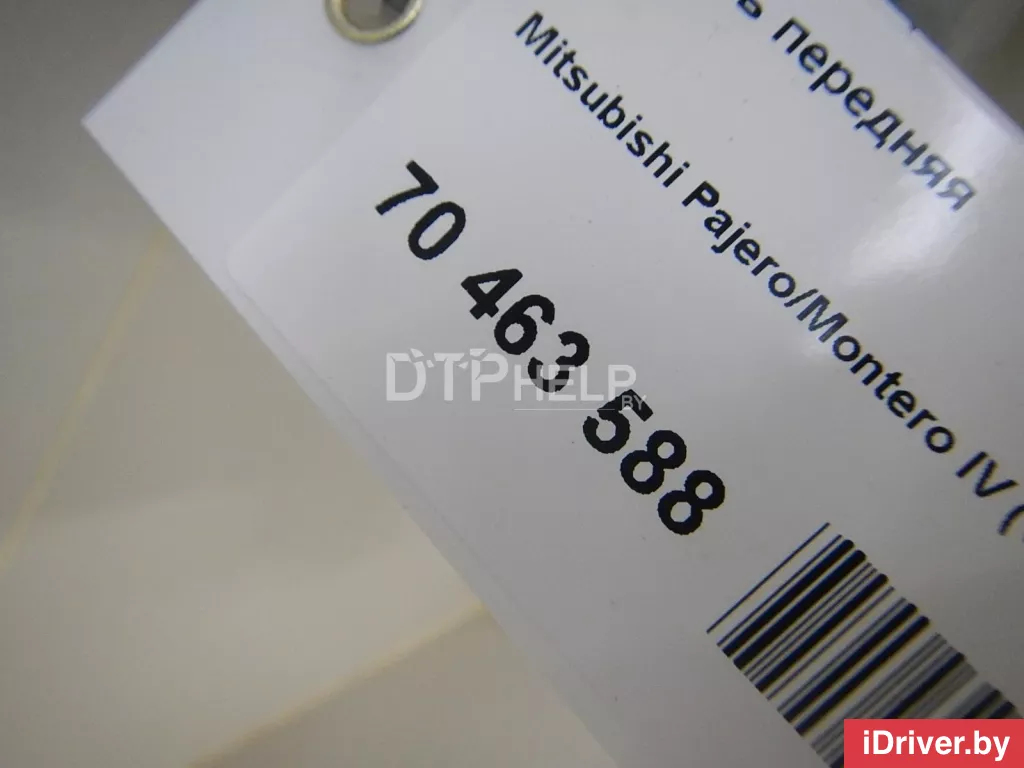 ь передняя
Mitsubishi Pajero/Montero IV (
70 463 588
DTPHELP.BY
iDriver.by